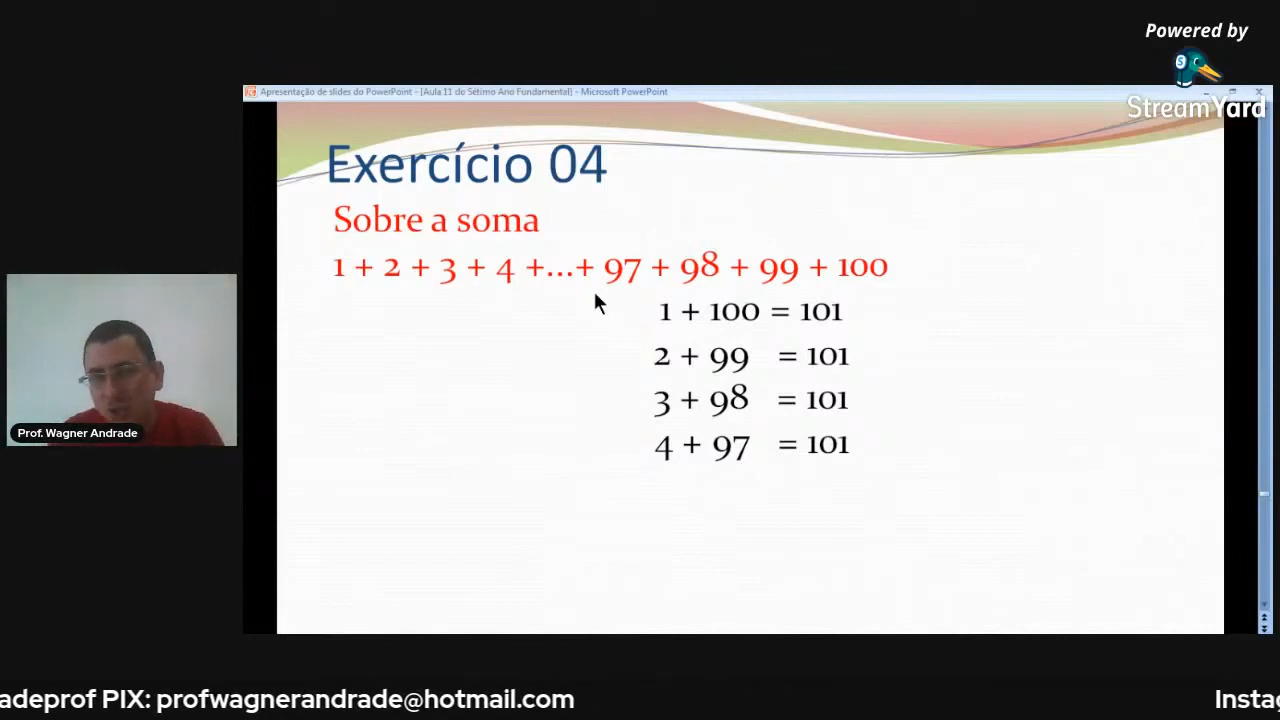 Powered by
StreamYard
Apresentação de slides do PowerPoint - [Aula 11 do Sétimo Ano Fundamental] - Microsoft PowerPoint
Exercício 04
Sobre a soma
1 + 2 + 3 + 4 +...+ 97 + 98 + 99 + 100
1 + 100 = 101
2 + 99 = 101
3 + 98 = 101
4 + 97 = 101
Prof. Wagner Andrade
adeprof PIX: profwagnerandrade@hotmail.com
Instag